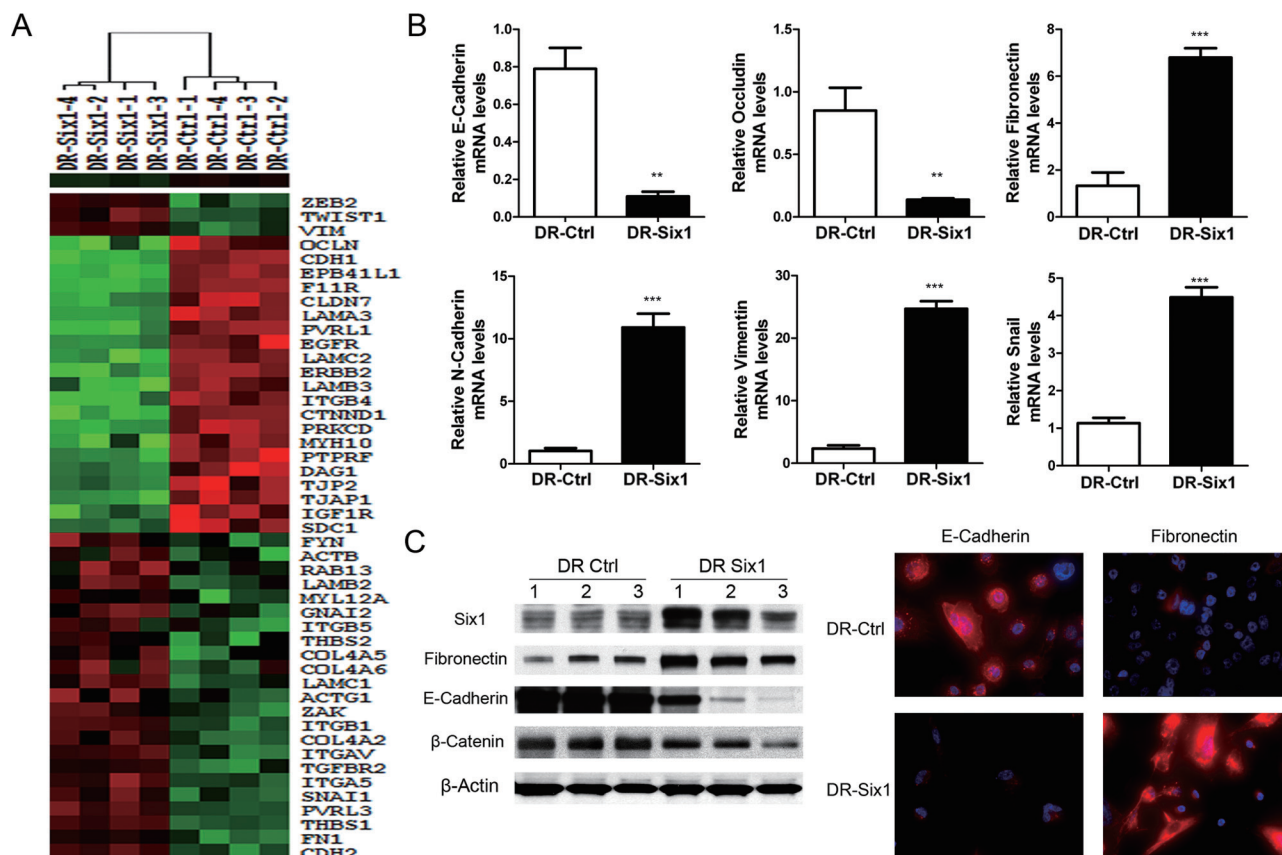 A
DR-Six1-4
DR-Six1-2
DR-Six1-1
DR-Six1-3
DR-Ctrl-1
DR-Ctrl-4
DR-Ctrl-3
DR-Ctrl-2
ZEB2
TWIST1
VIM
OCLN
CDH1
EPB41L1
F11R
CLDN7
LAMA3
PVRL1
EGFR
LAMC2
ERBB2
LAMB3
ITGB4
CTNND1
PRKCD
MYH10
PTPRF
DAG1
TJP2
TJAP1
IGF1R
SDC1
FYN
ACTB
RAB13
LAMB2
MYL12A
GNAI2
ITGB5
THBS2
COL4A5
COL4A6
LAMC1
ACTG1
ZAK
ITGB1
COL4A2
ITGAV
TGFBR2
ITGA5
SNAI1
PVRL3
THBS1
FN1
CDH2
B
Relative E-Cadherin
mRNA levels
1.0
0.8
0.6
0.4
0.2
0.0
**
DR-Ctrl DR-Six1
Relative Occludin
mRNA levels
1.5
1.0
0.5
0.0
**
DR-Ctrl DR-Six1
Relative Fibronectin
mRNA levels
8
6
4
2
0
***
DR-Ctrl DR-Six1
Relative N-Cadherin
mRNA levels
15
10
5
0
***
DR-Ctrl DR-Six1
Relative Vimentin
mRNA levels
30
20
10
0
***
DR-Ctrl DR-Six1
Relative Snail
mRNA levels
5
4
3
2
1
0
***
DR-Ctrl DR-Six1
C
DR Ctrl DR Six1
1 2 3 1 2 3
Six1
Fibronectin
E-Cadherin
β-Catenin
β-Actin
E-Cadherin Fibronectin
DR-Ctrl
DR-Six1